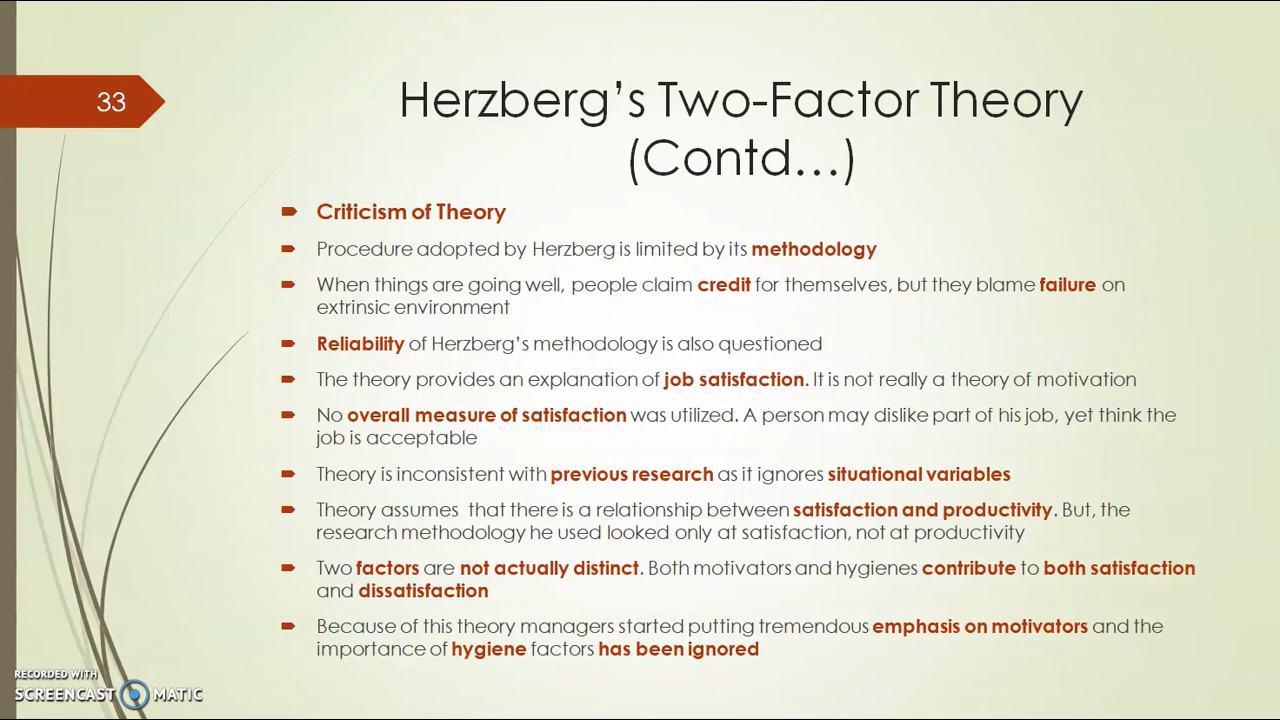 33
Herzberg's Two-Factor Theory
(Contd...)
Criticism of Theory
Procedure adopted by Herzberg is limited by its methodology
When things are going well, people claim credit for themselves, but they blame failure on
extrinsic environment
Reliability of Herzberg's methodology is also questioned
The theory provides an explanation of job satisfaction. It is not really a theory of motivation
No overall measure of satisfaction was utilized. A person may dislike part of his job, yet think the
job is acceptable
Theory is inconsistent with previous research as it ignores situational variables
Theory assumes that there is a relationship between satisfaction and productivity. But, the
research methodology he used looked only at satisfaction, not at productivity
Two factors are not actually distinct. Both motivators and hygienes contribute to both satisfaction
and dissatisfaction
Because of this theory managers started putting tremendous emphasis on motivators and the
importance of hygiene factors has been ignored
RECORDED WITH
SCREENCAST MATIC